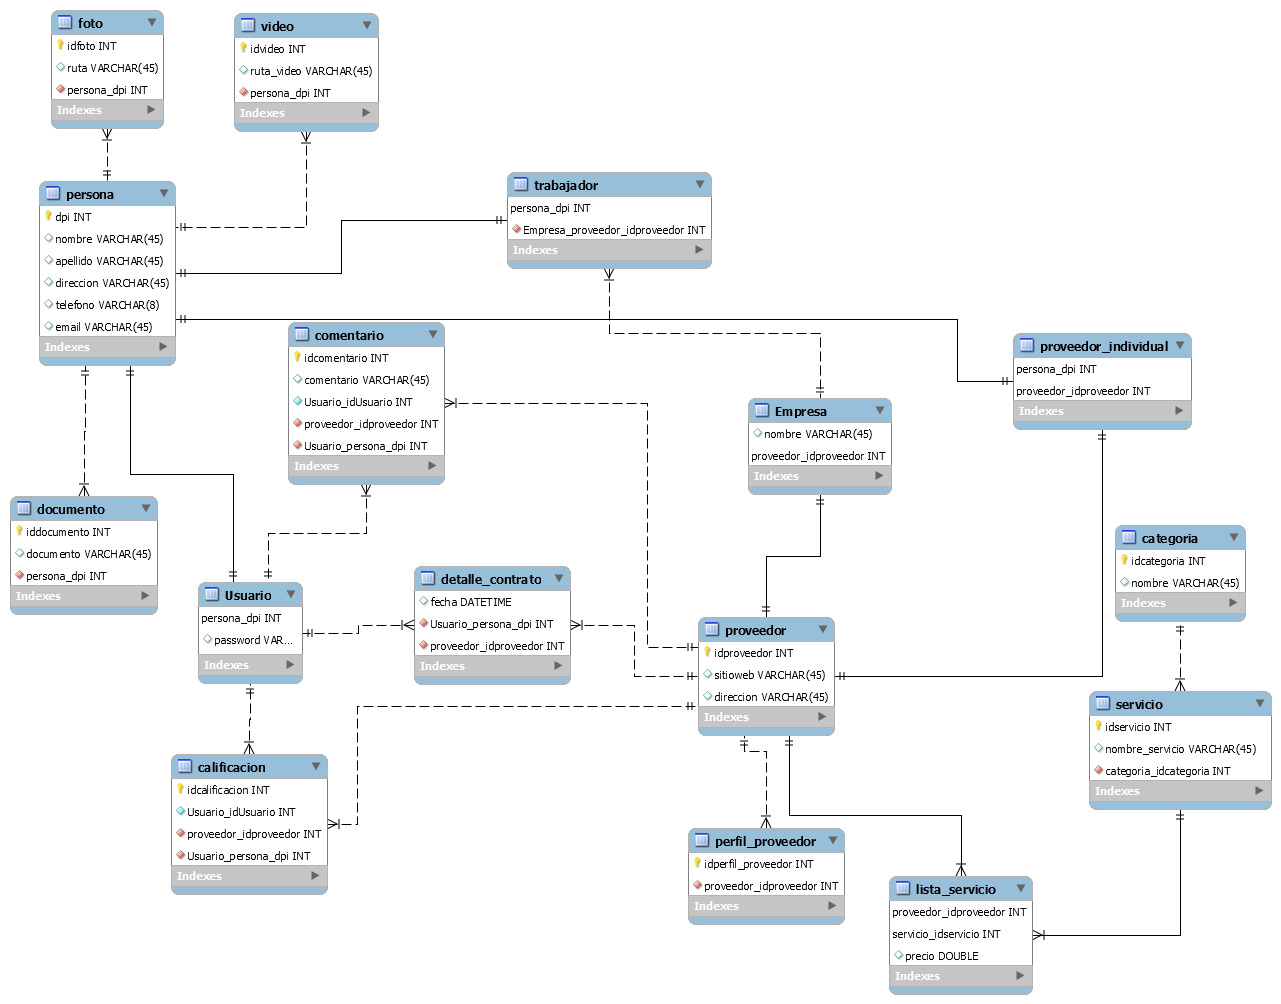 foto
idfoto INT
ruta VARCHAR(45)
persona_dpi INT
Indexes
video
idvideo INT
ruta_video VARCHAR(45)
persona_dpi INT
Indexes
persona
dpi INT
nombre VARCHAR(45)
apellido VARCHAR(45)
direccion VARCHAR(45)
telefono VARCHAR(8)
email VARCHAR(45)
Indexes
trabajador
persona_dpi INT
Empresa_proveedor_idproveedor INT
Indexes
comentario
idcomentario INT
comentario VARCHAR(45)
Usuario_idUsuario INT
proveedor_idproveedor INT
Usuario_persona_dpi INT
Indexes
proveedor_individual
persona_dpi INT
proveedor_idproveedor INT
Indexes
Empresa
nombre VARCHAR(45)
proveedor_idproveedor INT
Indexes
documento
iddocumento INT
documento VARCHAR(45)
persona_dpi INT
Indexes
categoria
idcategoria INT
nombre VARCHAR(45)
Indexes
Usuario
persona_dpi INT
password VAR...
Indexes
detalle_contrato
fecha DATETIME
Usuario_persona_dpi INT
proveedor_idproveedor INT
Indexes
proveedor
idproveedor INT
sitioweb VARCHAR(45)
direccion VARCHAR(45)
Indexes
servicio
idservicio INT
nombre_servicio VARCHAR(45)
categoria_idcategoria INT
Indexes
calificacion
idcalificacion INT
Usuario_idUsuario INT
proveedor_idproveedor INT
Usuario_persona_dpi INT
Indexes
perfil_proveedor
idperfil_proveedor INT
proveedor_idproveedor INT
Indexes
lista_servicio
proveedor_idproveedor INT
servicio_idservicio INT
precio DOUBLE
Indexes